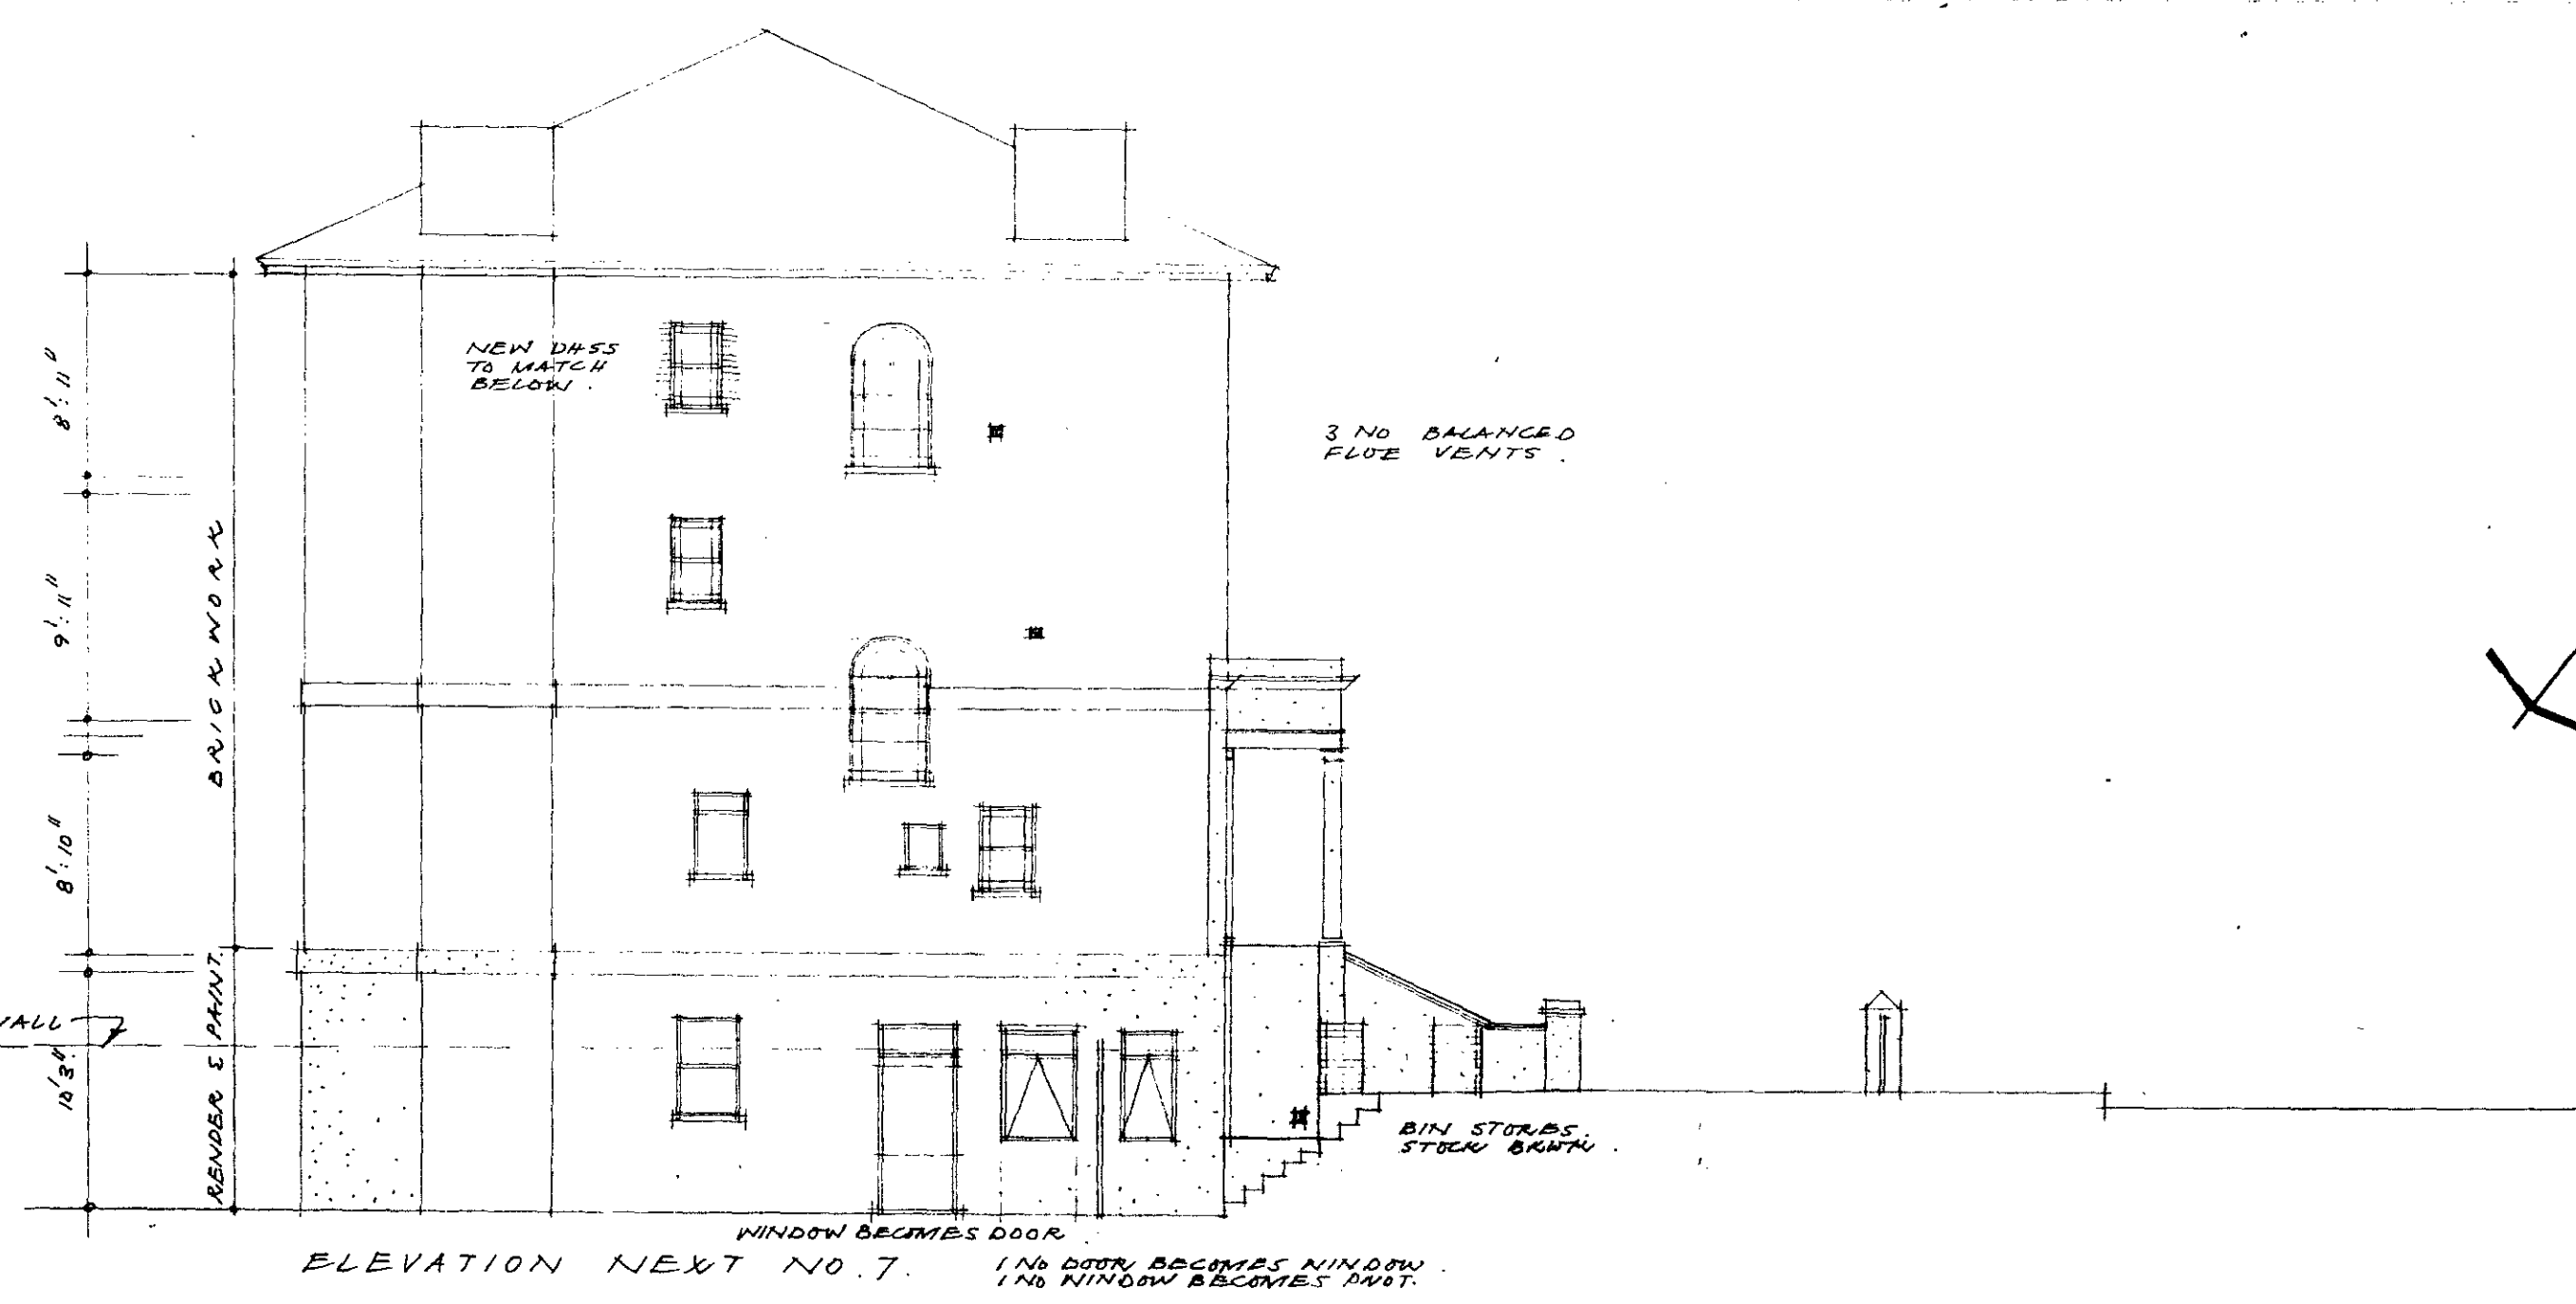 NEW DHSS
TO MATCH
BELOW.
3 NO BALANCED
FLUE VENTS.
8': 11"
9': 11"
8': 10"
10'3"
BRICKWORK
RENDER & PAINT.
WALL
BIN STORES.
STOCK BRWK.
WINDOW BECOMES DOOR
ELEVATION NEXT NO. 7.
1 NO DOOR BECOMES WINDOW.
1 NO WINDOW BECOMES PIVOT.